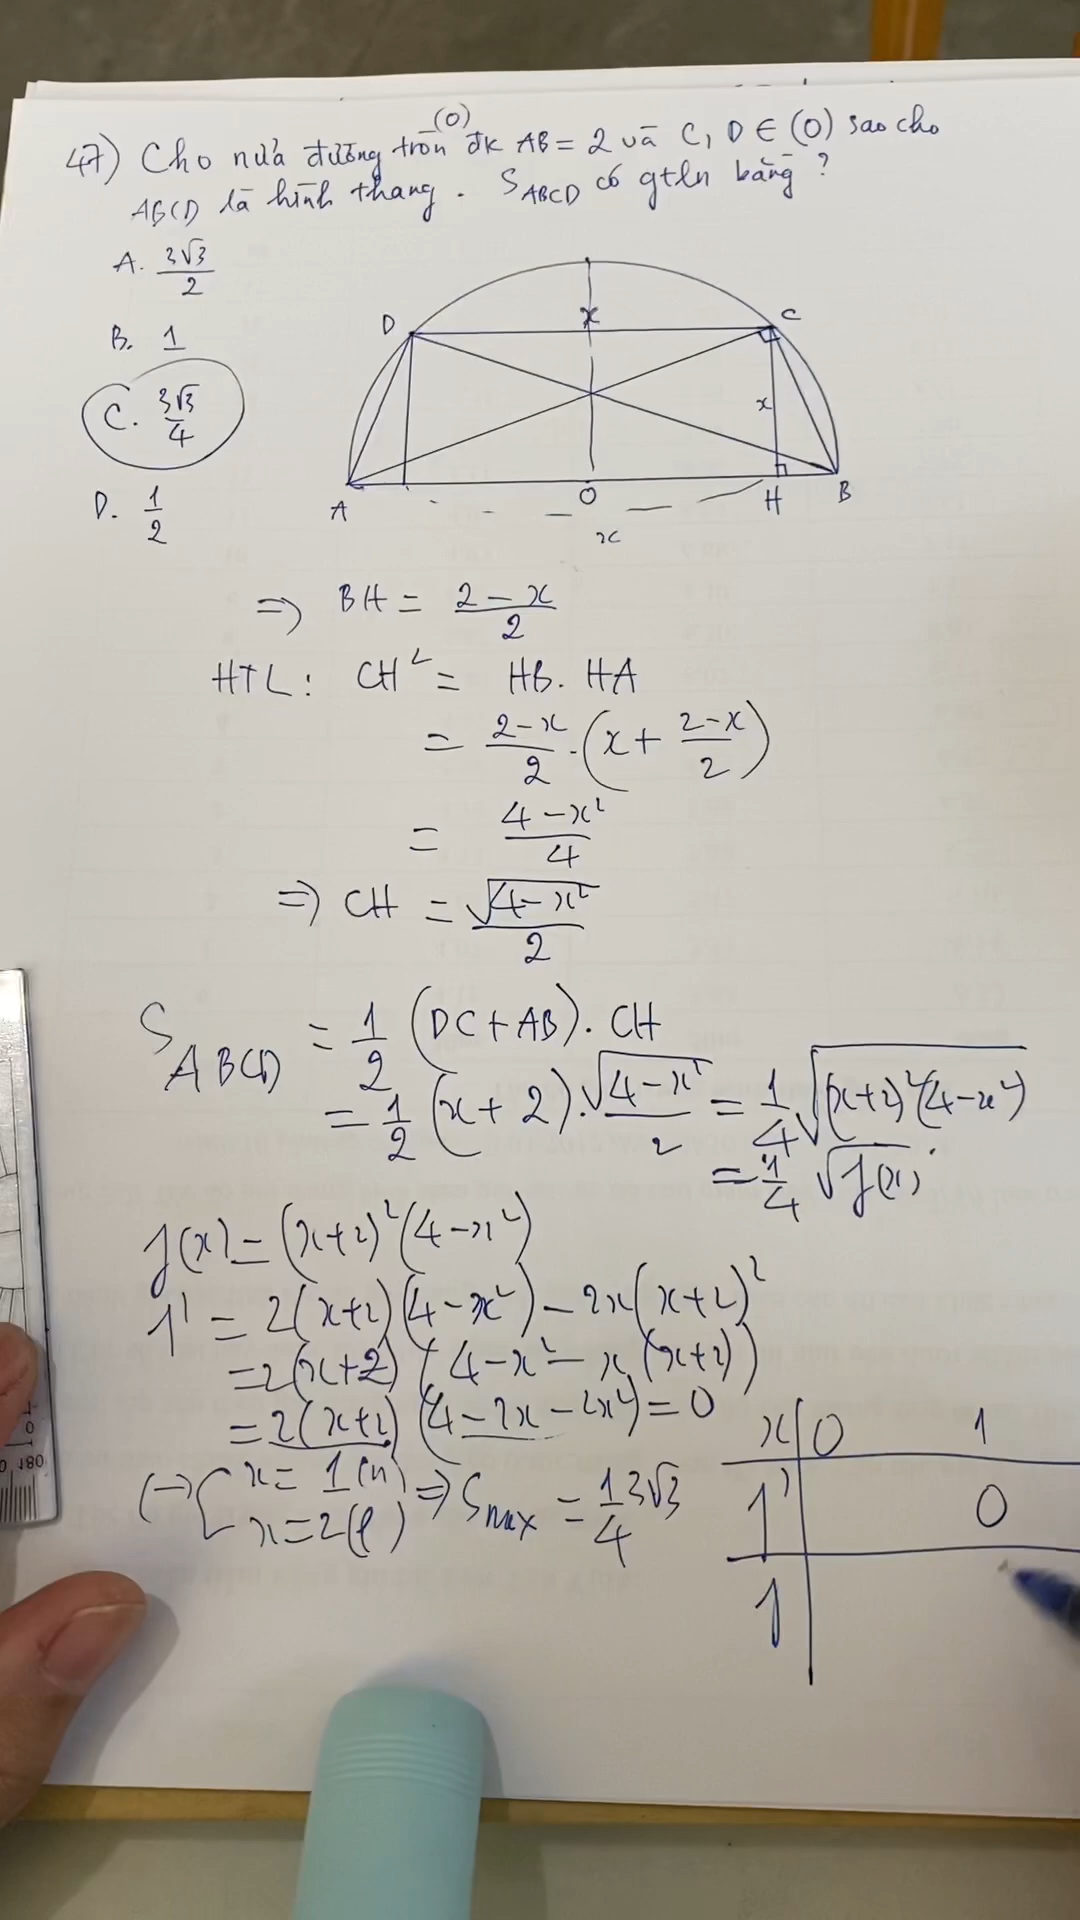 (O)
47) Cho nửa đường tròn đk AB = 2 và C, D ∈ (O) sao cho
ABCD là hình thang. S_ABCD có gtln bằng?
A. 3√3/2
B. 1
C. 3√3/4
D. 1/2
D x C
x
A O H B
x
=> BH = (2 - x)/2
HTL: CH² = HB. HA
= (2-x)/2 . (x + (2-x)/2)
= (4 - x²)/4
=> CH = √(4-x²)/2
S_ABCD = 1/2 (DC + AB). CH
= 1/2 (x + 2). √(4-x²)/2 = 1/4 √((x+2)²(4-x²))
= 1/4 √f(x)
f(x) = (x+2)²(4-x²)
f' = 2(x+2)(4-x²) - 2x(x+2)²
= 2(x+2)(4-x²-x(x+2))
= 2(x+2)(4-2x-2x²) = 0
(-) [ x = 1 (n)
x = 2 (l) => Smax = 1/4 3√3
x 0 1
f' 0
f
180
0